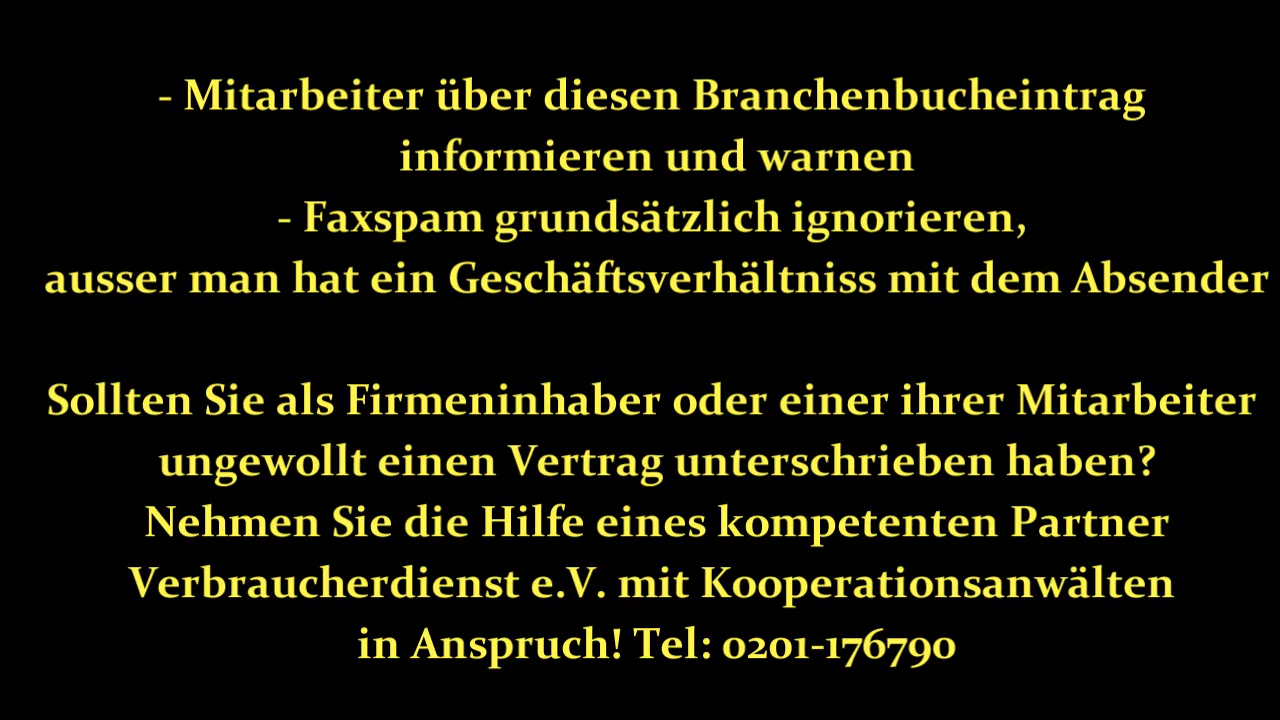 - Mitarbeiter über diesen Branchenbucheintrag
informieren und warnen
- Faxspam grundsätzlich ignorieren,
ausser man hat ein Geschäftsverhältniss mit dem Absender
Sollten Sie als Firmeninhaber oder einer ihrer Mitarbeiter
ungewollt einen Vertrag unterschrieben haben?
Nehmen Sie die Hilfe eines kompetenten Partner
Verbraucherdienst e.V. mit Kooperationsanwälten
in Anspruch! Tel: 0201-176790